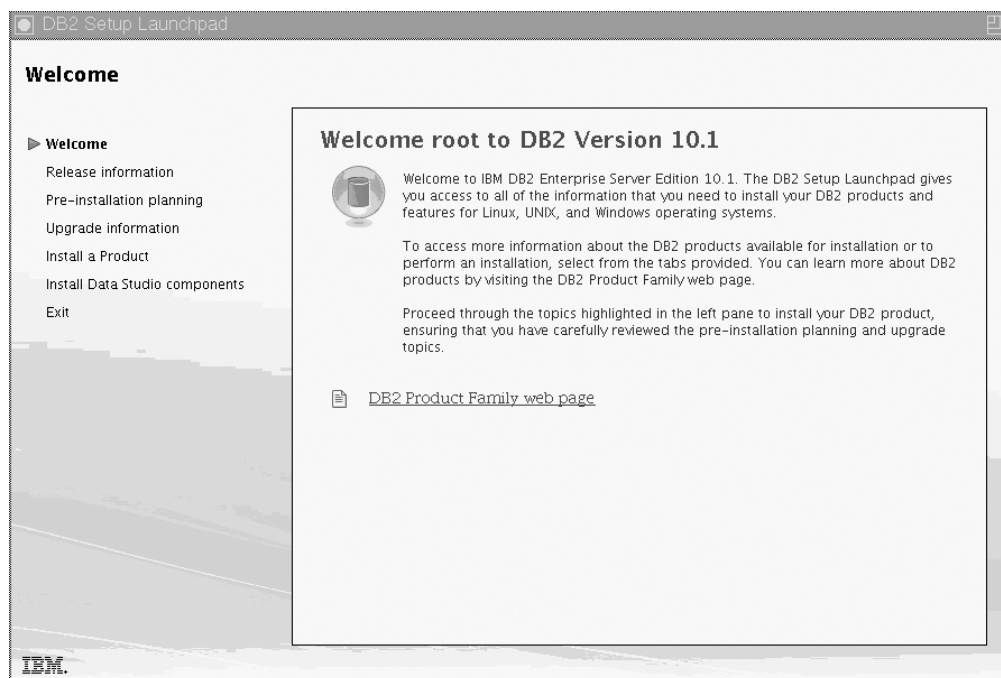 DB2 Setup Launchpad
Welcome
Welcome
Release information
Pre-installation planning
Upgrade information
Install a Product
Install Data Studio components
Exit
Welcome root to DB2 Version 10.1
Welcome to IBM DB2 Enterprise Server Edition 10.1. The DB2 Setup Launchpad gives
you access to all of the information that you need to install your DB2 products and
features for Linux, UNIX, and Windows operating systems.
To access more information about the DB2 products available for installation or to
perform an installation, select from the tabs provided. You can learn more about DB2
products by visiting the DB2 Product Family web page.
Proceed through the topics highlighted in the left pane to install your DB2 product,
ensuring that you have carefully reviewed the pre-installation planning and upgrade
topics.
DB2 Product Family web page
IBM.